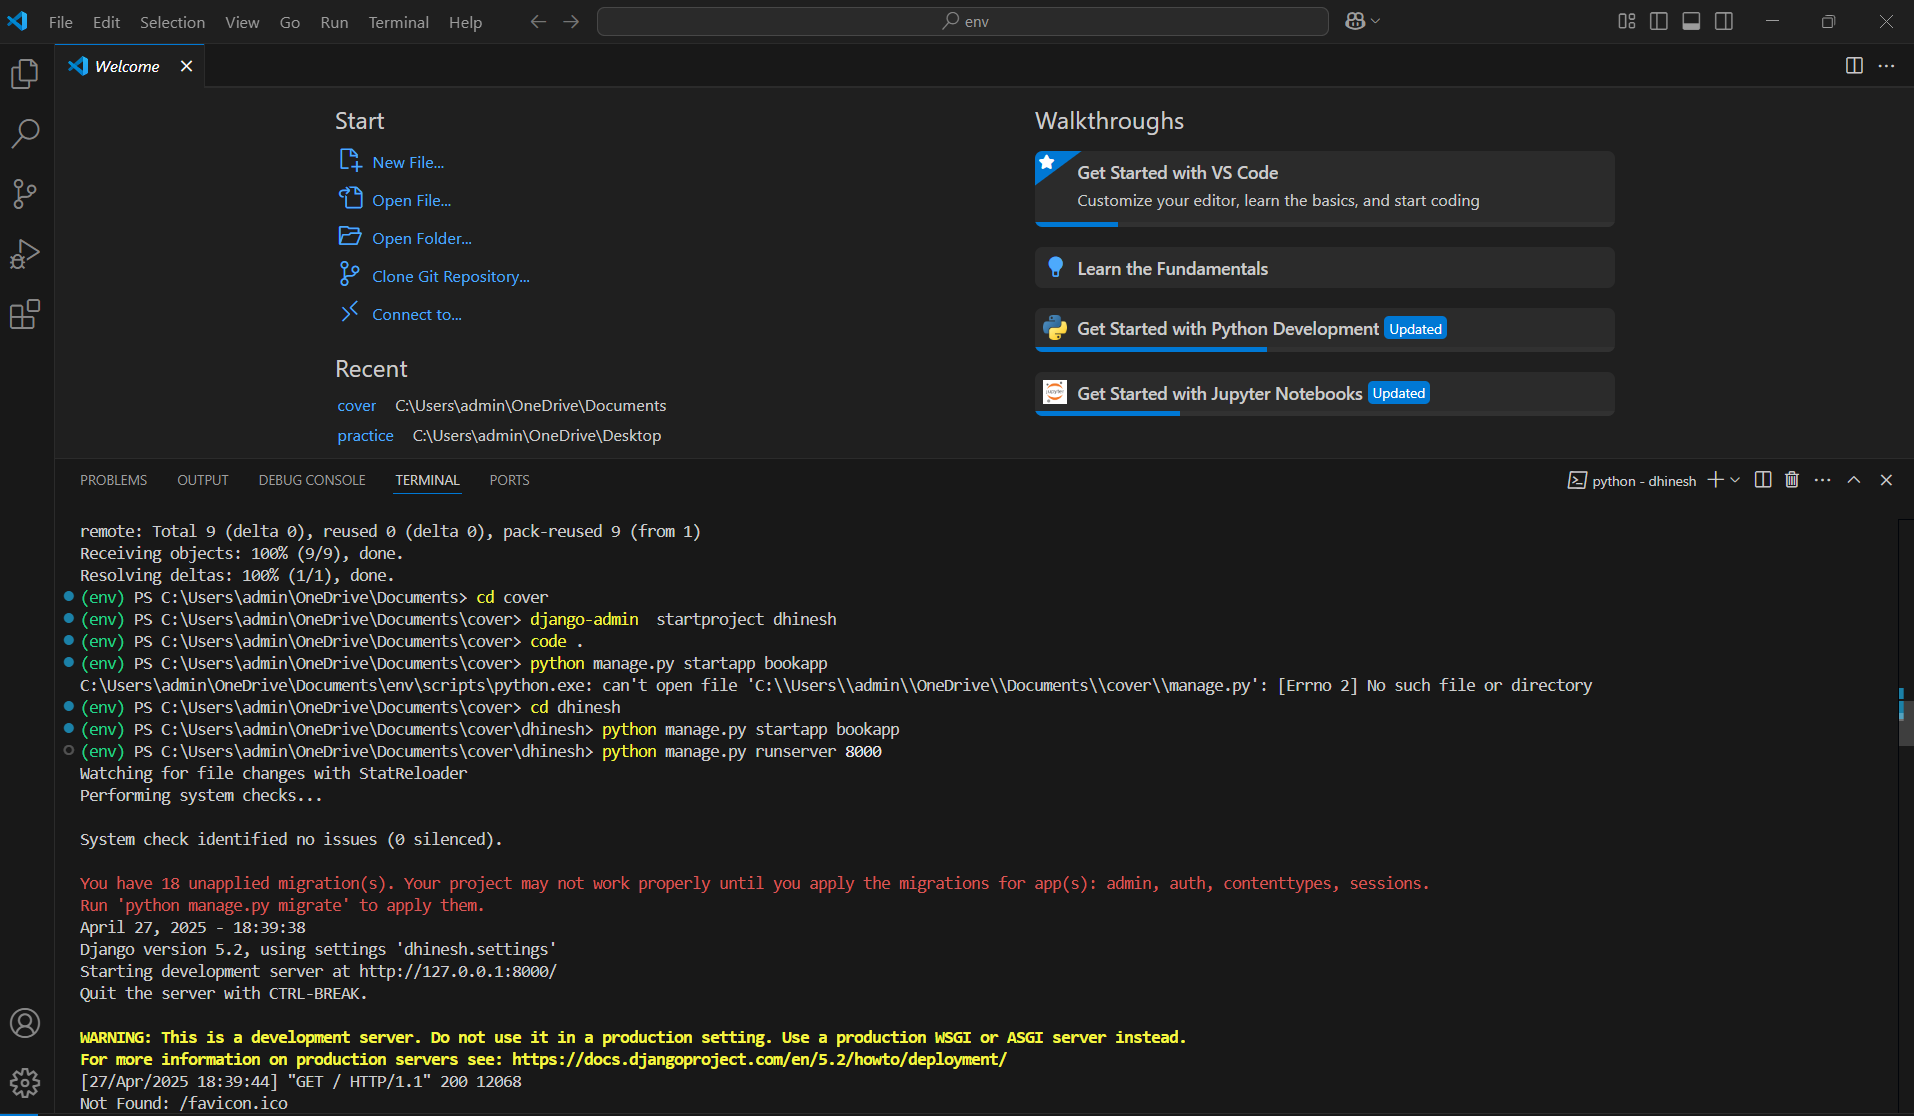 File Edit Selection View Go Run Terminal Help
env
Welcome
Start
New File...
Open File...
Open Folder...
Clone Git Repository...
Connect to...
Recent
cover C:\Users\admin\OneDrive\Documents
practice C:\Users\admin\OneDrive\Desktop
Walkthroughs
Get Started with VS Code
Customize your editor, learn the basics, and start coding
Learn the Fundamentals
Get Started with Python Development Updated
Get Started with Jupyter Notebooks Updated
PROBLEMS OUTPUT DEBUG CONSOLE TERMINAL PORTS
python - dhinesh
remote: Total 9 (delta 0), reused 0 (delta 0), pack-reused 9 (from 1)
Receiving objects: 100% (9/9), done.
Resolving deltas: 100% (1/1), done.
(env) PS C:\Users\admin\OneDrive\Documents> cd cover
(env) PS C:\Users\admin\OneDrive\Documents\cover> django-admin  startproject dhinesh
(env) PS C:\Users\admin\OneDrive\Documents\cover> code .
(env) PS C:\Users\admin\OneDrive\Documents\cover> python manage.py startapp bookapp
C:\Users\admin\OneDrive\Documents\env\scripts\python.exe: can't open file 'C:\\Users\\admin\\OneDrive\\Documents\\cover\\manage.py': [Errno 2] No such file or directory
(env) PS C:\Users\admin\OneDrive\Documents\cover> cd dhinesh
(env) PS C:\Users\admin\OneDrive\Documents\cover\dhinesh> python manage.py startapp bookapp
(env) PS C:\Users\admin\OneDrive\Documents\cover\dhinesh> python manage.py runserver 8000
Watching for file changes with StatReloader
Performing system checks...
System check identified no issues (0 silenced).
You have 18 unapplied migration(s). Your project may not work properly until you apply the migrations for app(s): admin, auth, contenttypes, sessions.
Run 'python manage.py migrate' to apply them.
April 27, 2025 - 18:39:38
Django version 5.2, using settings 'dhinesh.settings'
Starting development server at http://127.0.0.1:8000/
Quit the server with CTRL-BREAK.
WARNING: This is a development server. Do not use it in a production setting. Use a production WSGI or ASGI server instead.
For more information on production servers see: https://docs.djangoproject.com/en/5.2/howto/deployment/
[27/Apr/2025 18:39:44] "GET / HTTP/1.1" 200 12068
Not Found: /favicon.ico